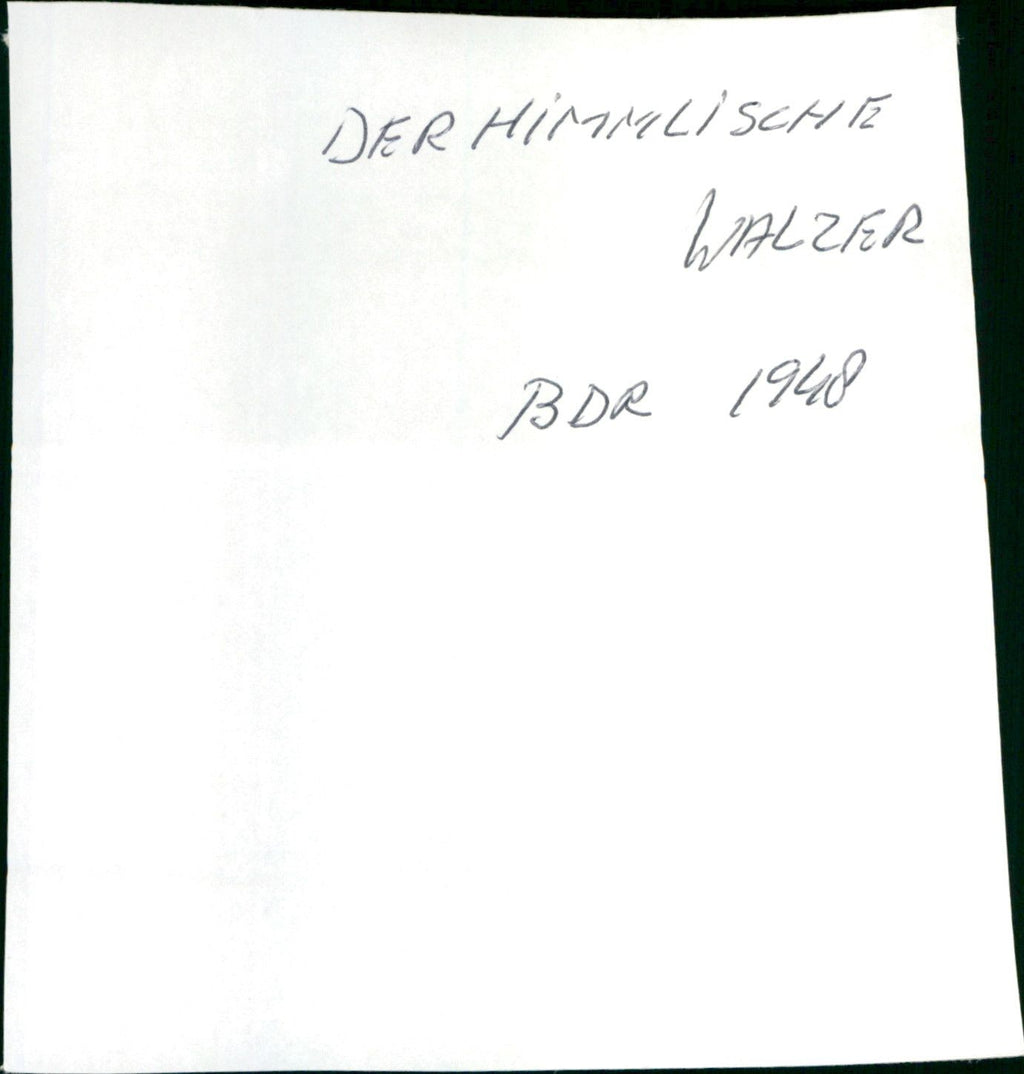 DER HiMMLiSCHE
WALZER
BDR 1948